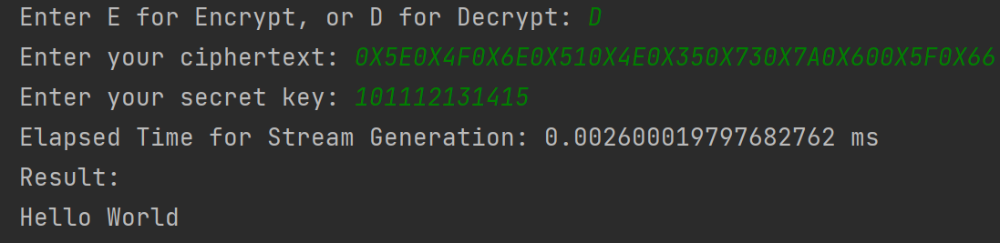 Enter E for Encrypt, or D for Decrypt: D
Enter your ciphertext: 0X5E0X4F0X6E0X510X4E0X350X730X7A0X600X5F0X66
Enter your secret key: 101112131415
Elapsed Time for Stream Generation: 0.002600019797682762 ms
Result:
Hello World